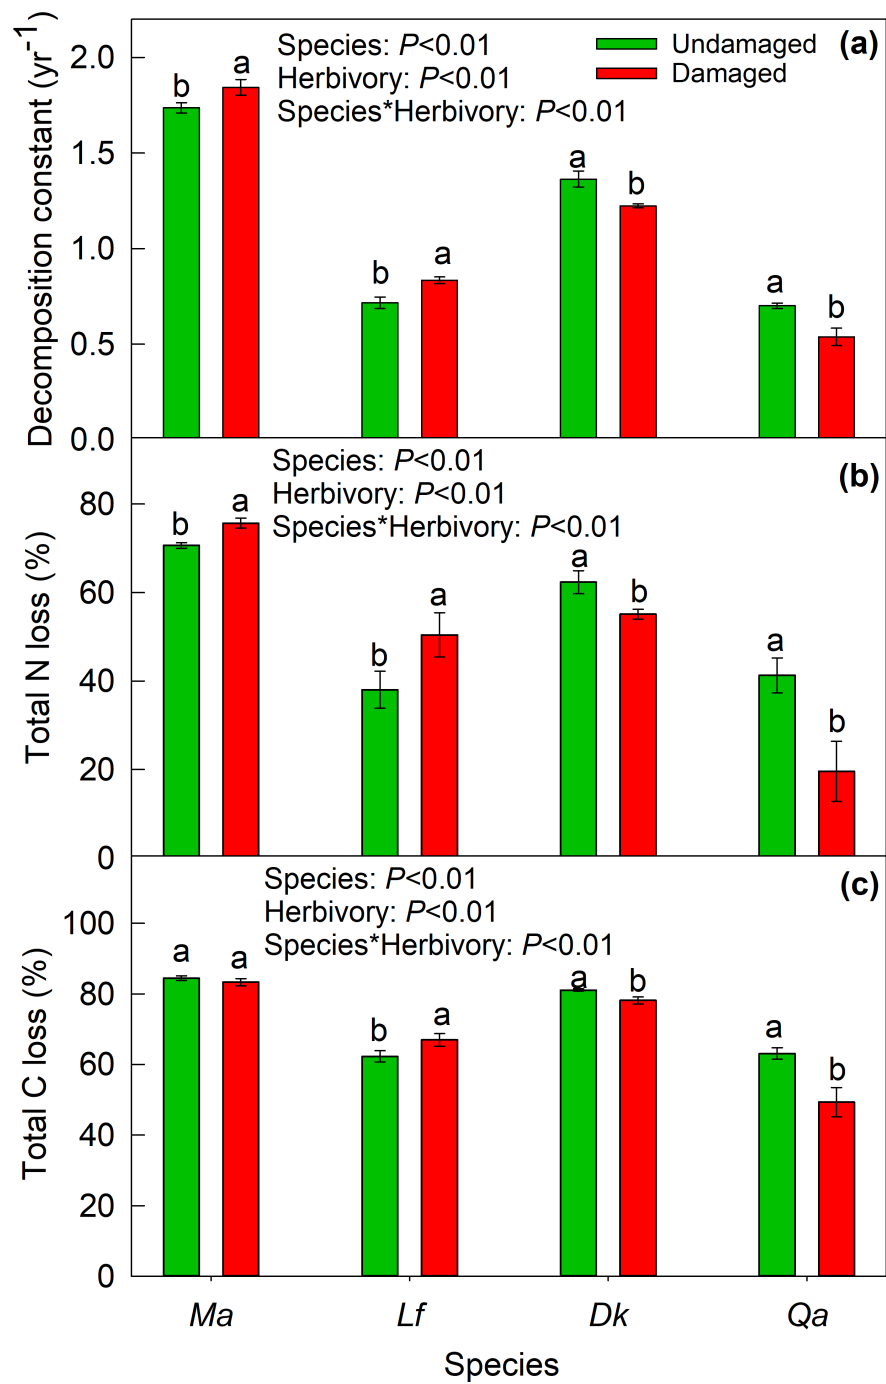 Decomposition constant (yr⁻¹)
2.0
1.5
1.0
0.5
0.0
Species: P<0.01
Herbivory: P<0.01
Species*Herbivory: P<0.01
Undamaged
Damaged
(a)
b
a
b
a
a
b
a
b
Total N loss (%)
80
60
40
20
0
Species: P<0.01
Herbivory: P<0.01
Species*Herbivory: P<0.01
(b)
b
a
b
a
a
b
a
b
Total C loss (%)
100
80
60
40
20
0
Species: P<0.01
Herbivory: P<0.01
Species*Herbivory: P<0.01
(c)
a
a
b
a
a
b
a
b
Ma
Lf
Dk
Qa
Species